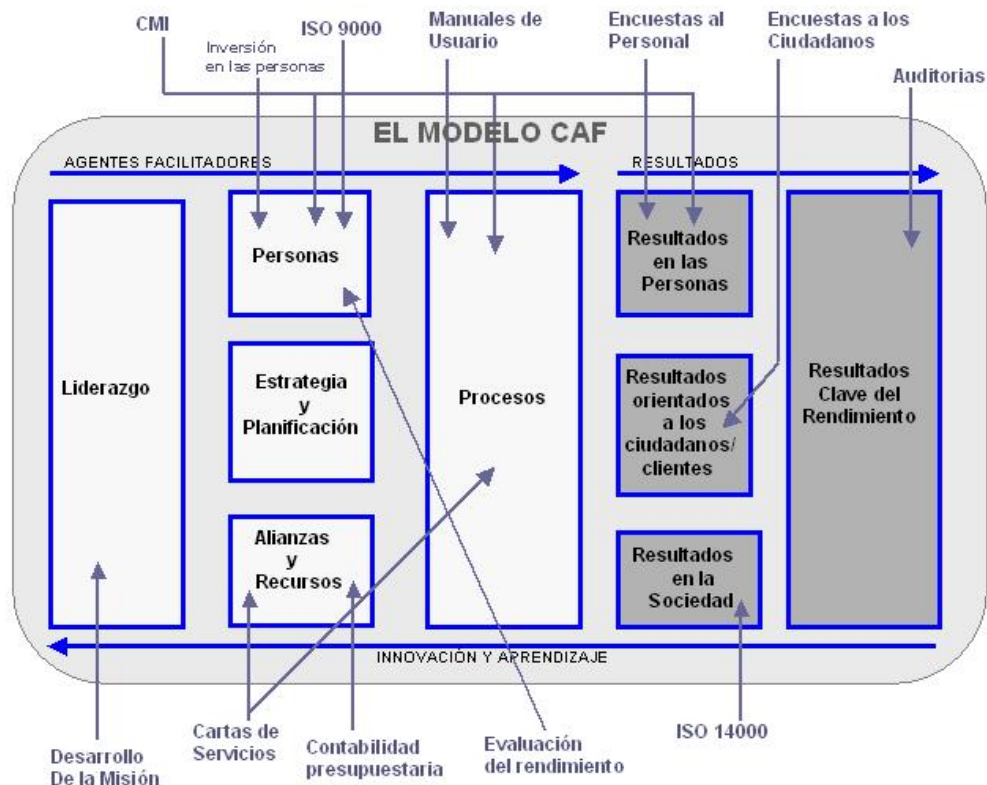 CMI
ISO 9000
Inversión
en las personas
Manuales de
Usuario
Encuestas al
Personal
Encuestas a los
Ciudadanos
Auditorias
EL MODELO CAF
AGENTES FACILITADORES
RESULTADOS
Liderazgo
Personas
Estrategia
y
Planificación
Alianzas
y
Recursos
Procesos
Resultados
en las
Personas
Resultados
orientados
a los
ciudadanos/
clientes
Resultados
en la
Sociedad
Resultados
Clave del
Rendimiento
INNOVACIÓN Y APRENDIZAJE
Desarrollo
De la Misión
Cartas de
Servicios
Contabilidad
presupuestaria
Evaluación
del rendimiento
ISO 14000